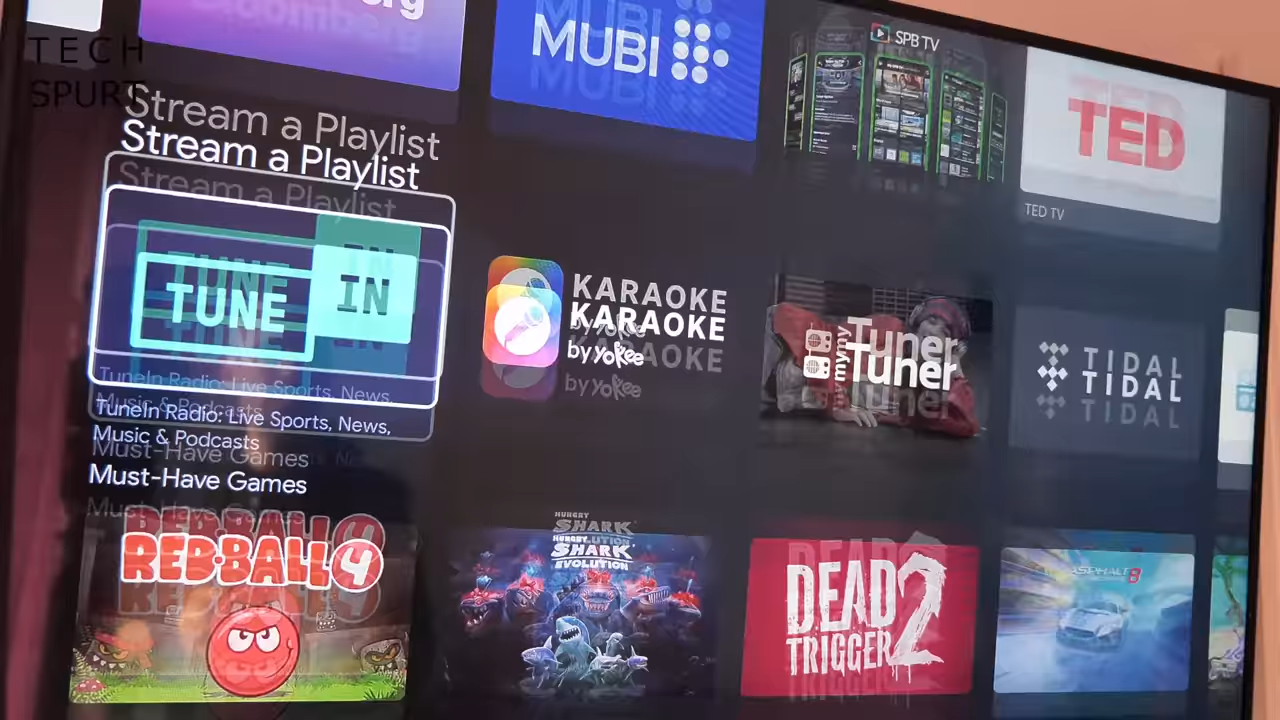 TECH
SPURT
Bloomberg
MUBI
SPB TV
TED
TED TV
Stream a Playlist
TUNE IN
TuneIn Radio: Live Sports, News,
Music & Podcasts
KARAOKE
by yokee
myTuner
TIDAL
Must-Have Games
RED BALL 4
HUNGRY
SHARK
EVOLUTION
DEAD
TRIGGER 2
ASPHALT 8